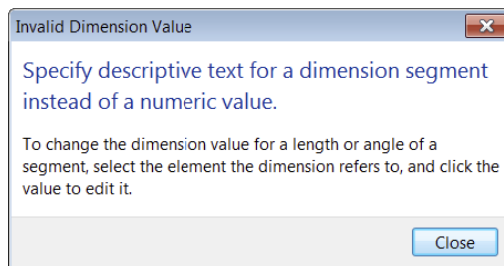 Invalid Dimension Value
Specify descriptive text for a dimension segment
instead of a numeric value.
To change the dimension value for a length or angle of a
segment, select the element the dimension refers to, and click the
value to edit it.
Close